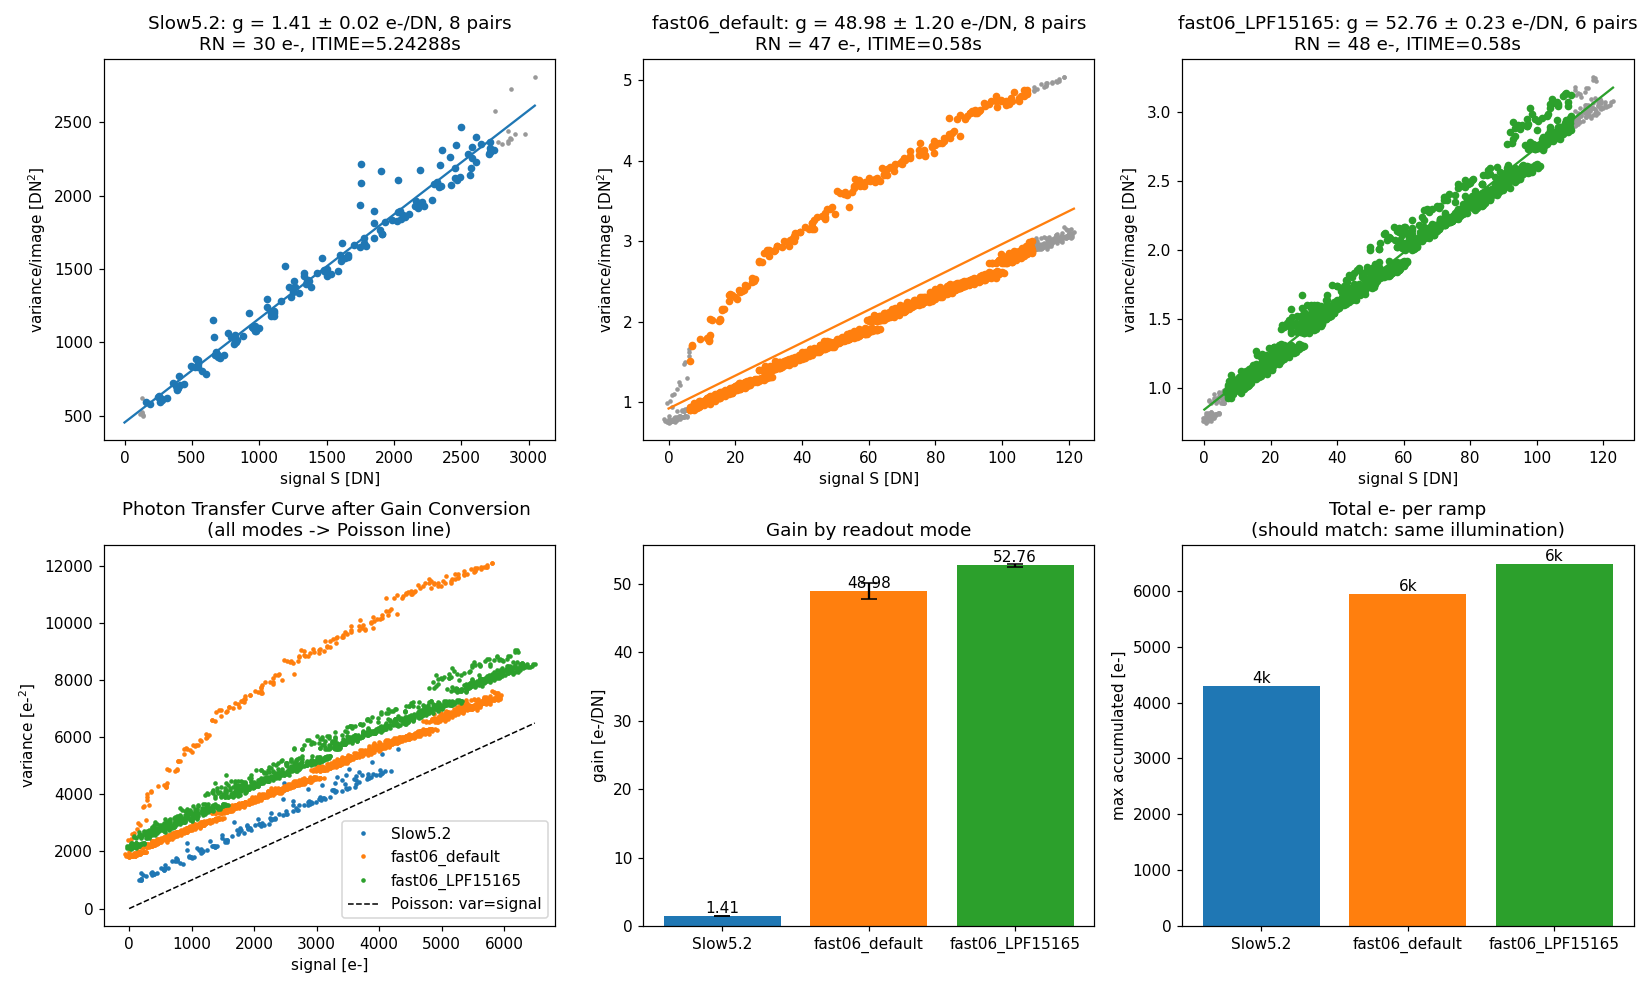 Slow5.2: g = 1.41 ± 0.02 e-/DN, 8 pairs
RN = 30 e-, ITIME=5.24288s
variance/image [DN²]
2500
2000
1500
1000
500
0 500 1000 1500 2000 2500 3000
signal S [DN]
fast06_default: g = 48.98 ± 1.20 e-/DN, 8 pairs
RN = 47 e-, ITIME=0.58s
variance/image [DN²]
5
4
3
2
1
0 20 40 60 80 100 120
signal S [DN]
fast06_LPF15165: g = 52.76 ± 0.23 e-/DN, 6 pairs
RN = 48 e-, ITIME=0.58s
variance/image [DN²]
3.0
2.5
2.0
1.5
1.0
0 20 40 60 80 100 120
signal S [DN]
Photon Transfer Curve after Gain Conversion
(all modes -> Poisson line)
variance [e-²]
12000
10000
8000
6000
4000
2000
0
Slow5.2
fast06_default
fast06_LPF15165
Poisson: var=signal
0 1000 2000 3000 4000 5000 6000
signal [e-]
Gain by readout mode
gain [e-/DN]
50
40
30
20
10
0
1.41
48.98
52.76
Slow5.2 fast06_default fast06_LPF15165
Total e- per ramp
(should match: same illumination)
max accumulated [e-]
6000
5000
4000
3000
2000
1000
0
4k
6k
6k
Slow5.2 fast06_default fast06_LPF15165